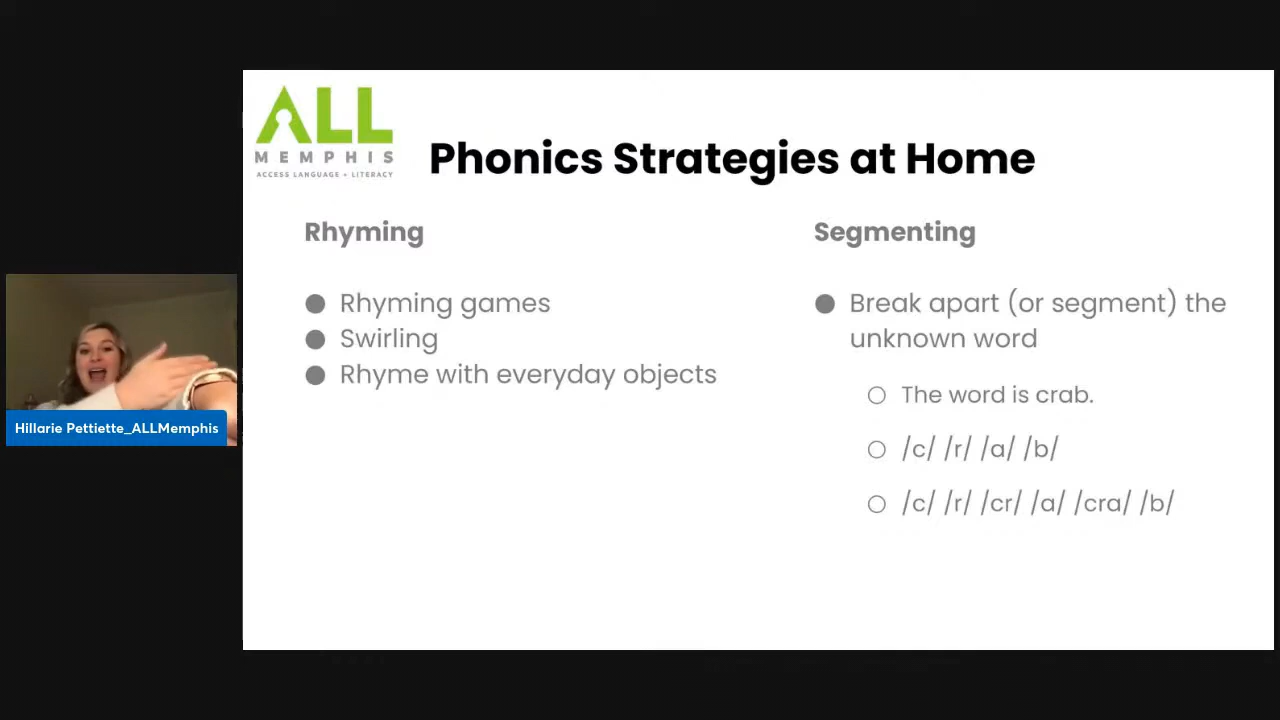 ALL
MEMPHIS
ACCESS LANGUAGE + LITERACY
Phonics Strategies at Home
Rhyming
Rhyming games
Swirling
Rhyme with everyday objects
Segmenting
Break apart (or segment) the
unknown word
The word is crab.
/c/ /r/ /a/ /b/
/c/ /r/ /cr/ /a/ /cra/ /b/
Hillarie Pettiette_ALLMemphis